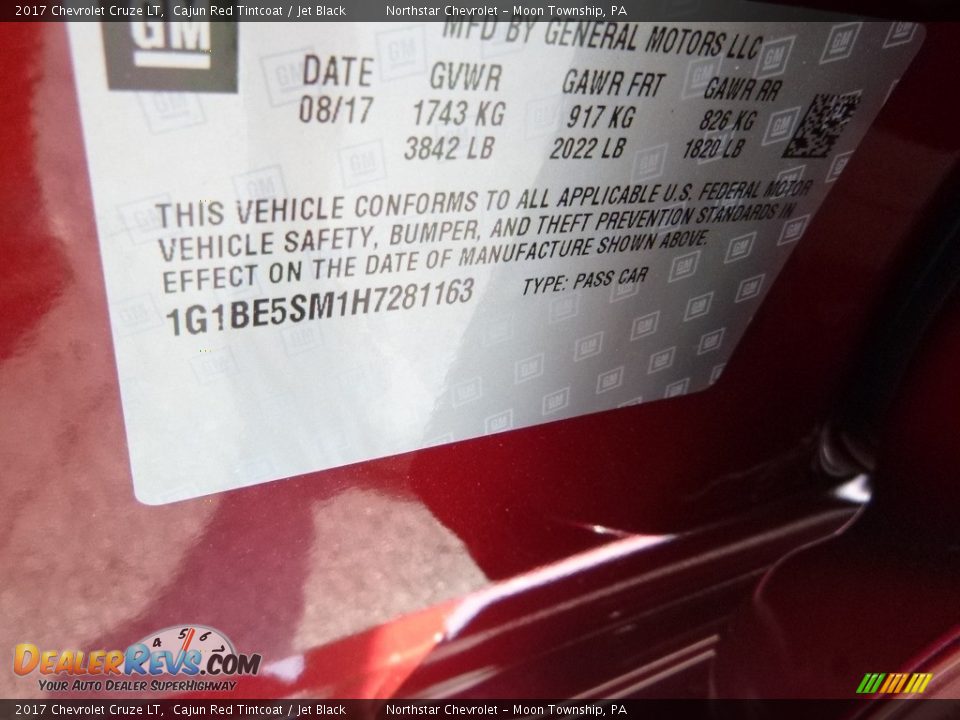 2017 Chevrolet Cruze LT,  Cajun Red Tintcoat / Jet Black          Northstar Chevrolet - Moon Township, PA
GM
MFD BY GENERAL MOTORS LLC
DATE GVWR GAWR FRT GAWR RR
08/17 1743 KG 917 KG 826 KG
3842 LB 2022 LB 1820 LB
THIS VEHICLE CONFORMS TO ALL APPLICABLE U.S. FEDERAL MOTOR
VEHICLE SAFETY, BUMPER, AND THEFT PREVENTION STANDARDS IN
EFFECT ON THE DATE OF MANUFACTURE SHOWN ABOVE.
1G1BE5SM1H7281163 TYPE: PASS CAR
4 5 6
DealerRevs.com
Your Auto Dealer SuperHighway
2017 Chevrolet Cruze LT,  Cajun Red Tintcoat / Jet Black          Northstar Chevrolet - Moon Township, PA